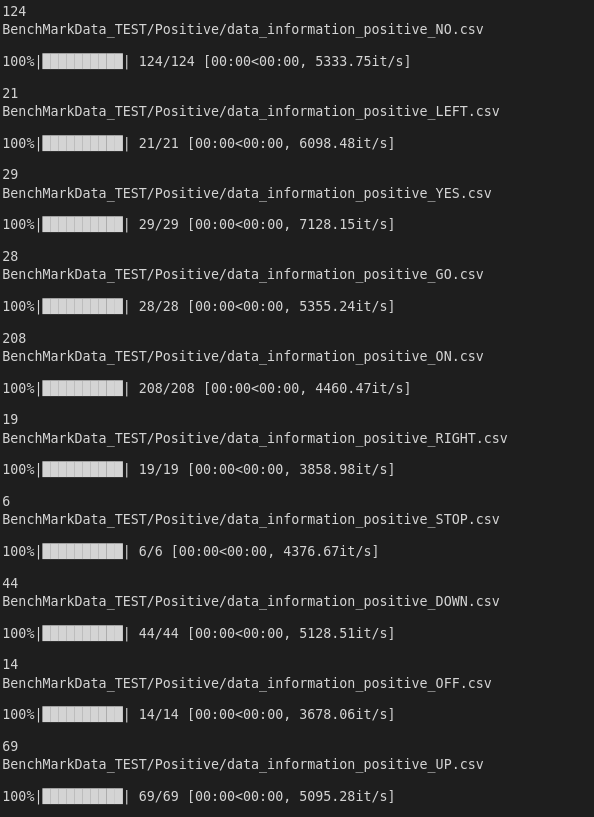 124
BenchMarkData_TEST/Positive/data_information_positive_NO.csv
100%|██████████| 124/124 [00:00<00:00, 5333.75it/s]
21
BenchMarkData_TEST/Positive/data_information_positive_LEFT.csv
100%|██████████| 21/21 [00:00<00:00, 6098.48it/s]
29
BenchMarkData_TEST/Positive/data_information_positive_YES.csv
100%|██████████| 29/29 [00:00<00:00, 7128.15it/s]
28
BenchMarkData_TEST/Positive/data_information_positive_GO.csv
100%|██████████| 28/28 [00:00<00:00, 5355.24it/s]
208
BenchMarkData_TEST/Positive/data_information_positive_ON.csv
100%|██████████| 208/208 [00:00<00:00, 4460.47it/s]
19
BenchMarkData_TEST/Positive/data_information_positive_RIGHT.csv
100%|██████████| 19/19 [00:00<00:00, 3858.98it/s]
6
BenchMarkData_TEST/Positive/data_information_positive_STOP.csv
100%|██████████| 6/6 [00:00<00:00, 4376.67it/s]
44
BenchMarkData_TEST/Positive/data_information_positive_DOWN.csv
100%|██████████| 44/44 [00:00<00:00, 5128.51it/s]
14
BenchMarkData_TEST/Positive/data_information_positive_OFF.csv
100%|██████████| 14/14 [00:00<00:00, 3678.06it/s]
69
BenchMarkData_TEST/Positive/data_information_positive_UP.csv
100%|██████████| 69/69 [00:00<00:00, 5095.28it/s]